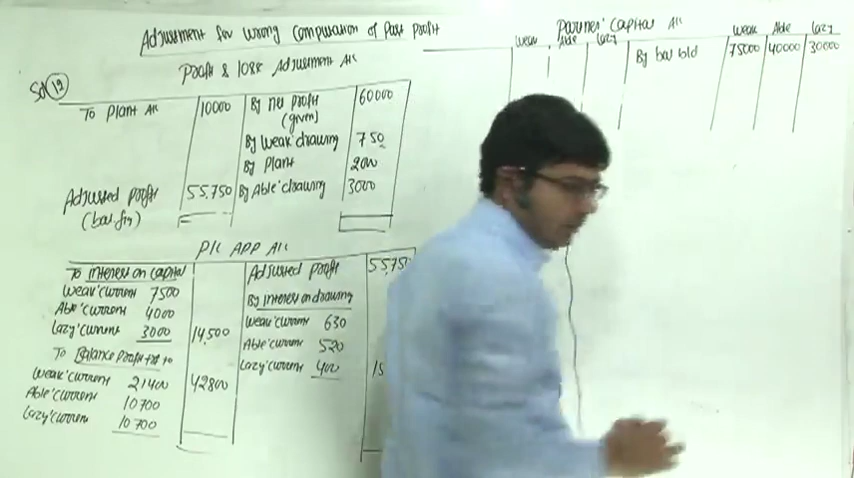 Adjustment for Wrong Computation of Past Profit
Profit & loss Adjustment A/c
Sol 19
To Plant A/c 10000 By Net Profit 60000
(given)
By Weak'drawing 750
By Plant 2000
Adjusted Profit 55,750 By Able'drawing 3000
(bal.fig)
P/L APP A/c
To Interest on capital Adjusted Profit 55,750
Weak'current 7500 By Interest on drawing
Able'current 4000 Weak'current 630
Lazy'current 3000 14,500 Able'current 520
To Balance Profit Lazy'current 400 15
Weak'current 21400 42800
Able'current 10700
Lazy'current 10700
Partner' Capital A/c
Weak Able Lazy Weak Able Lazy
By bal b/d 75000 40000 30000